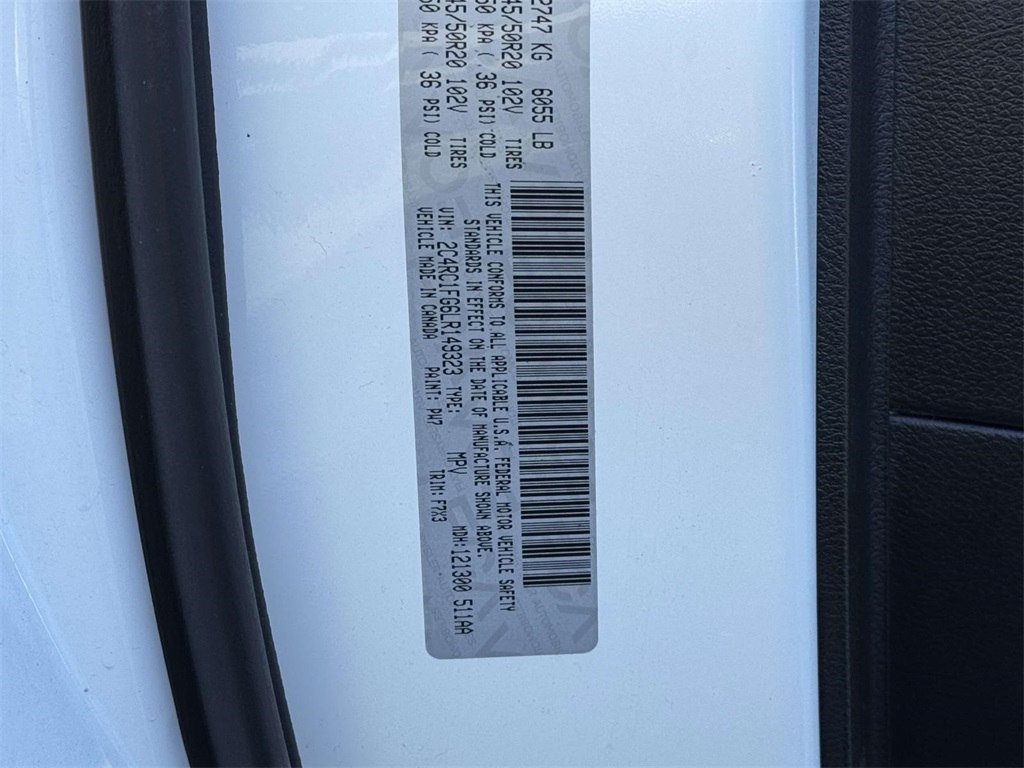 2747 KG 6055 LB
45/50R20 102V TIRES
50 KPA ( 36 PSI) COLD
45/50R20 102V TIRES
50 KPA ( 36 PSI) COLD
THIS VEHICLE CONFORMS TO ALL APPLICABLE U.S.A. FEDERAL MOTOR VEHICLE SAFETY
STANDARDS IN EFFECT ON THE DATE OF MANUFACTURE SHOWN ABOVE.
VIN: 2C4RC1FG6LR149323 TYPE: MPV MDH:121300 511AA
VEHICLE MADE IN CANADA PAINT: PW7 TRIM: F7X3